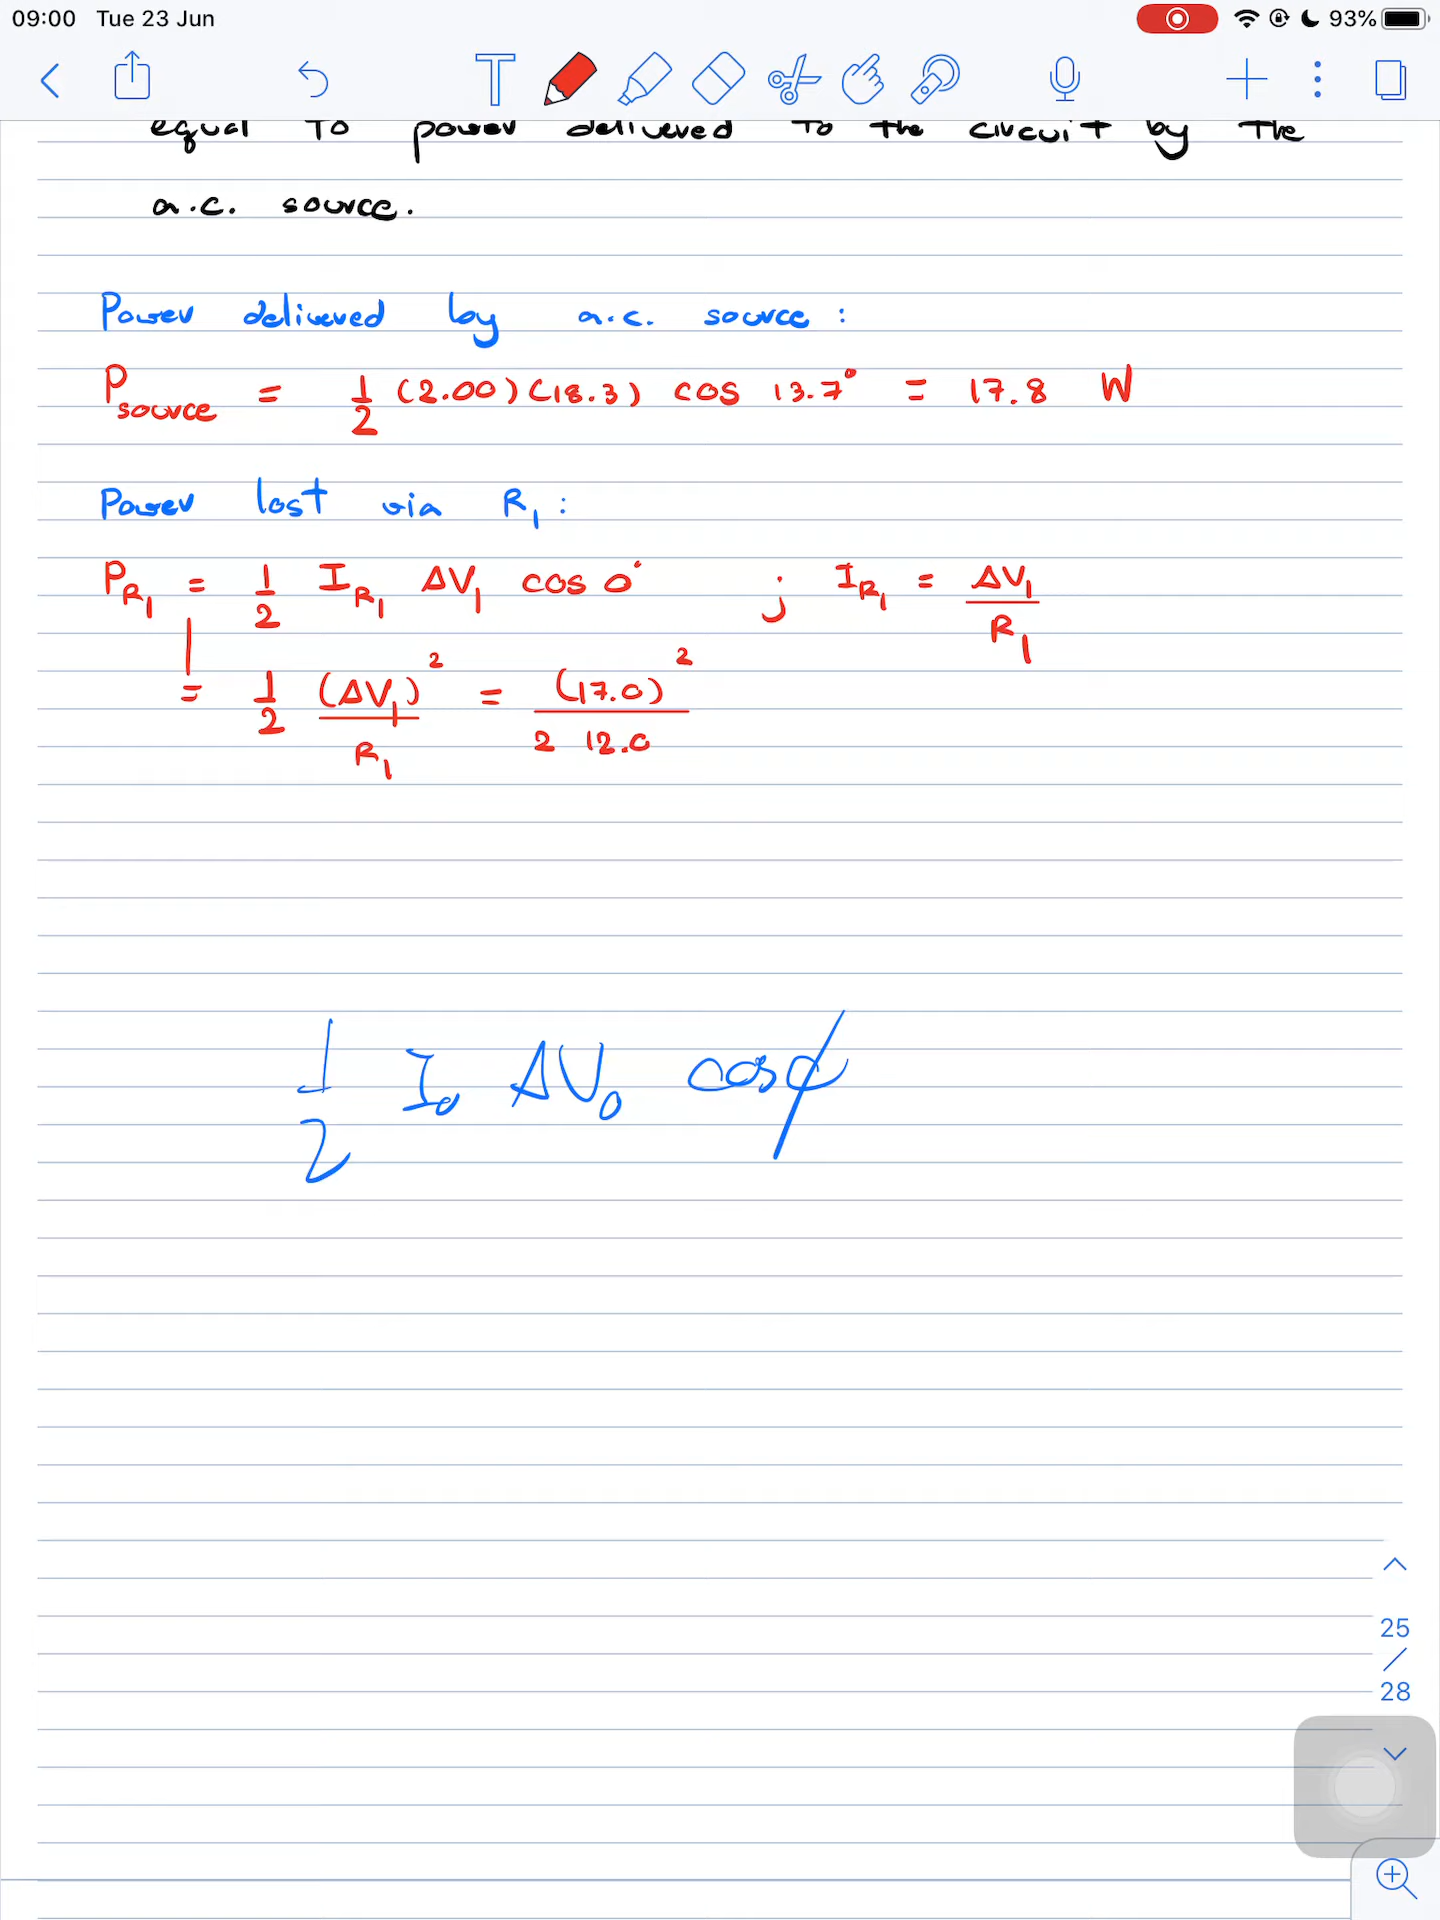 09:00 Tue 23 Jun 93%
equal to power delivered to the circuit by the
a.c. source.
Power delivered by a.c. source :
P source = 1/2 (2.00)(18.3) cos 13.7° = 17.8 W
Power lost via R₁ :
P_R₁ = 1/2 I_R₁ ΔV₁ cos 0° ; I_R₁ = ΔV₁/R₁
= 1/2 (ΔV₁)²/R₁ = (17.0)²/2 12.0
1/2 I₀ ΔV₀ cos ϕ
25
/
28